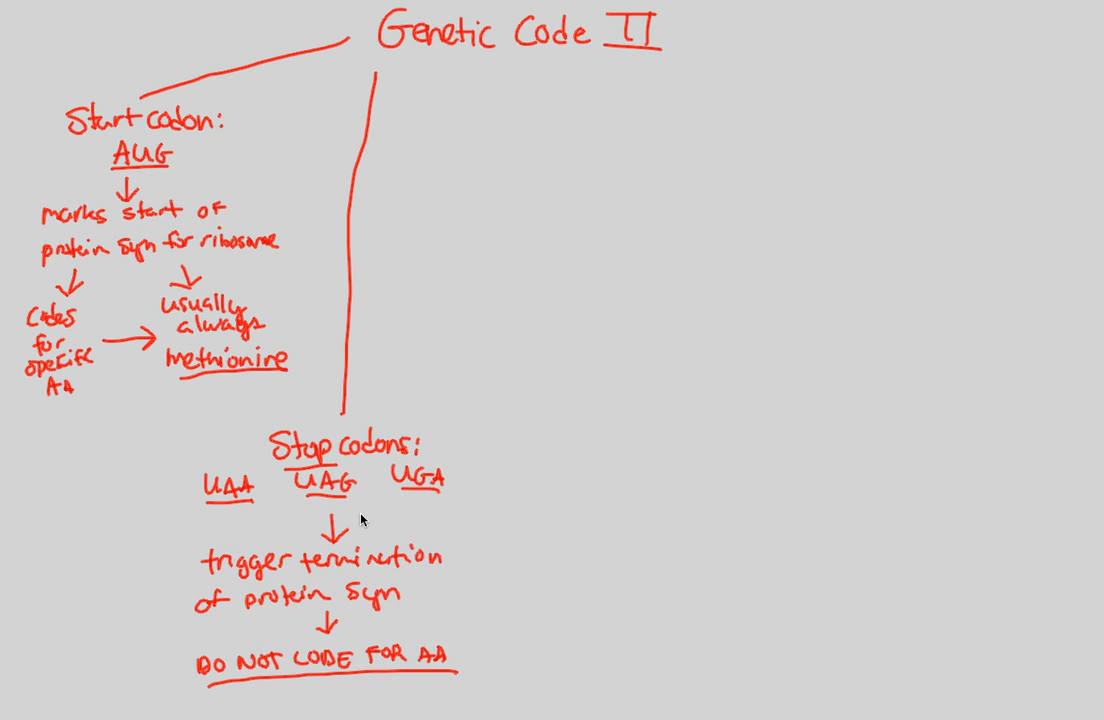 Genetic Code II
Start codon:
AUG
marks start of
protein syn for ribosome
codes
for
specific
AA
usually
always
methionine
Stop codons:
UAA UAG UGA
trigger termination
of protein syn
DO NOT CODE FOR AA